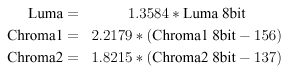 Luma = 1.3584 * Luma 8bit
Chroma1 = 2.2179 * (Chroma1 8bit − 156)
Chroma2 = 1.8215 * (Chroma2 8bit − 137)